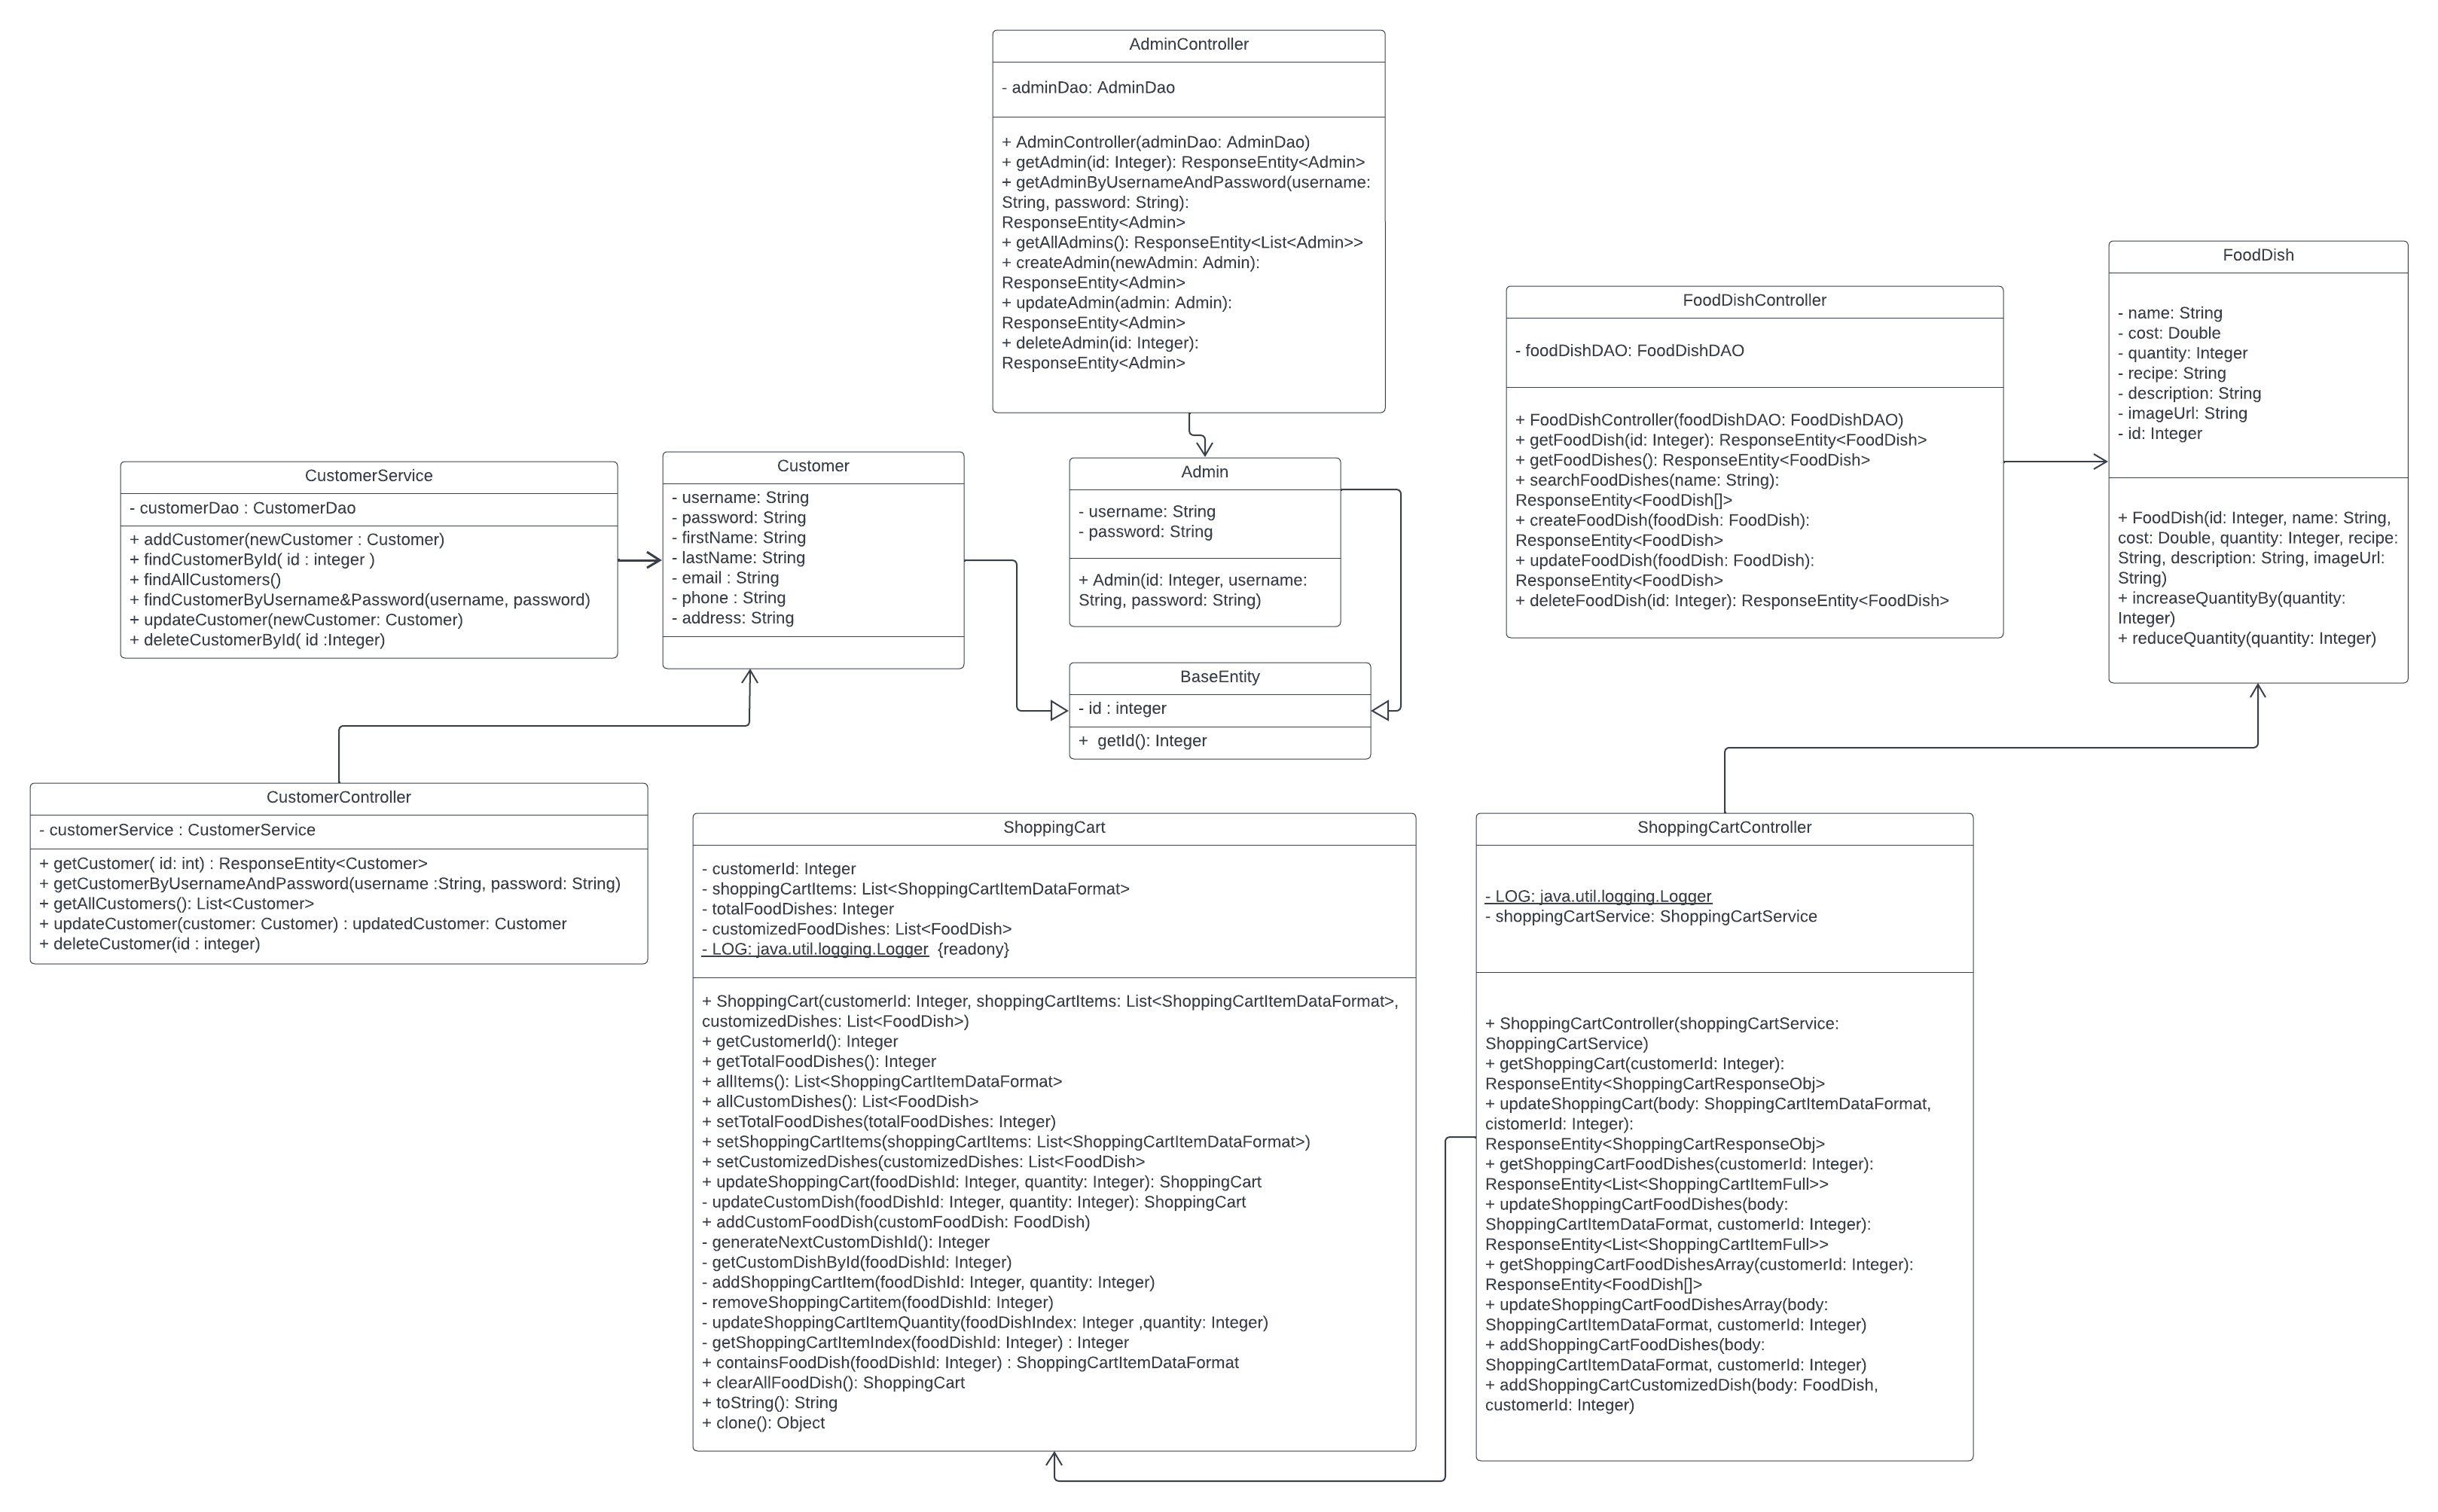 AdminController
- adminDao: AdminDao
+ AdminController(adminDao: AdminDao)
+ getAdmin(id: Integer): ResponseEntity<Admin>
+ getAdminByUsernameAndPassword(username:
String, password: String):
ResponseEntity<Admin>
+ getAllAdmins(): ResponseEntity<List<Admin>>
+ createAdmin(newAdmin: Admin):
ResponseEntity<Admin>
+ updateAdmin(admin: Admin):
ResponseEntity<Admin>
+ deleteAdmin(id: Integer):
ResponseEntity<Admin>
FoodDish
- name: String
- cost: Double
- quantity: Integer
- recipe: String
- description: String
- imageUrl: String
- id: Integer
+ FoodDish(id: Integer, name: String,
cost: Double, quantity: Integer, recipe:
String, description: String, imageUrl:
String)
+ increaseQuantityBy(quantity:
Integer)
+ reduceQuantity(quantity: Integer)
FoodDishController
- foodDishDAO: FoodDishDAO
+ FoodDishController(foodDishDAO: FoodDishDAO)
+ getFoodDish(id: Integer): ResponseEntity<FoodDish>
+ getFoodDishes(): ResponseEntity<FoodDish>
+ searchFoodDishes(name: String):
ResponseEntity<FoodDish[]>
+ createFoodDish(foodDish: FoodDish):
ResponseEntity<FoodDish>
+ updateFoodDish(foodDish: FoodDish):
ResponseEntity<FoodDish>
+ deleteFoodDish(id: Integer): ResponseEntity<FoodDish>
CustomerService
- customerDao : CustomerDao
+ addCustomer(newCustomer : Customer)
+ findCustomerById( id : integer )
+ findAllCustomers()
+ findCustomerByUsername&Password(username, password)
+ updateCustomer(newCustomer: Customer)
+ deleteCustomerById( id :Integer)
Customer
- username: String
- password: String
- firstName: String
- lastName: String
- email : String
- phone : String
- address: String
Admin
- username: String
- password: String
+ Admin(id: Integer, username:
String, password: String)
BaseEntity
- id : integer
+  getId(): Integer
CustomerController
- customerService : CustomerService
+ getCustomer( id: int) : ResponseEntity<Customer>
+ getCustomerByUsernameAndPassword(username :String, password: String)
+ getAllCustomers(): List<Customer>
+ updateCustomer(customer: Customer) : updatedCustomer: Customer
+ deleteCustomer(id : integer)
ShoppingCart
- customerId: Integer
- shoppingCartItems: List<ShoppingCartItemDataFormat>
- totalFoodDishes: Integer
- customizedFoodDishes: List<FoodDish>
- LOG: java.util.logging.Logger  {readony}
+ ShoppingCart(customerId: Integer, shoppingCartItems: List<ShoppingCartItemDataFormat>,
customizedDishes: List<FoodDish>)
+ getCustomerId(): Integer
+ getTotalFoodDishes(): Integer
+ allItems(): List<ShoppingCartItemDataFormat>
+ allCustomDishes(): List<FoodDish>
+ setTotalFoodDishes(totalFoodDishes: Integer)
+ setShoppingCartItems(shoppingCartItems: List<ShoppingCartItemDataFormat>)
+ setCustomizedDishes(customizedDishes: List<FoodDish>
+ updateShoppingCart(foodDishId: Integer, quantity: Integer): ShoppingCart
- updateCustomDish(foodDishId: Integer, quantity: Integer): ShoppingCart
+ addCustomFoodDish(customFoodDish: FoodDish)
- generateNextCustomDishId(): Integer
- getCustomDishById(foodDishId: Integer)
- addShoppingCartItem(foodDishId: Integer, quantity: Integer)
- removeShoppingCartitem(foodDishId: Integer)
- updateShoppingCartItemQuantity(foodDishIndex: Integer ,quantity: Integer)
- getShoppingCartItemIndex(foodDishId: Integer) : Integer
+ containsFoodDish(foodDishId: Integer) : ShoppingCartItemDataFormat
+ clearAllFoodDish(): ShoppingCart
+ toString(): String
+ clone(): Object
ShoppingCartController
- LOG: java.util.logging.Logger
- shoppingCartService: ShoppingCartService
+ ShoppingCartController(shoppingCartService:
ShoppingCartService)
+ getShoppingCart(customerId: Integer):
ResponseEntity<ShoppingCartResponseObj>
+ updateShoppingCart(body: ShoppingCartItemDataFormat,
cistomerId: Integer):
ResponseEntity<ShoppingCartResponseObj>
+ getShoppingCartFoodDishes(customerId: Integer):
ResponseEntity<List<ShoppingCartItemFull>>
+ updateShoppingCartFoodDishes(body:
ShoppingCartItemDataFormat, customerId: Integer):
ResponseEntity<List<ShoppingCartItemFull>>
+ getShoppingCartFoodDishesArray(customerId: Integer):
ResponseEntity<FoodDish[]>
+ updateShoppingCartFoodDishesArray(body:
ShoppingCartItemDataFormat, customerId: Integer)
+ addShoppingCartFoodDishes(body:
ShoppingCartItemDataFormat, customerId: Integer)
+ addShoppingCartCustomizedDish(body: FoodDish,
customerId: Integer)